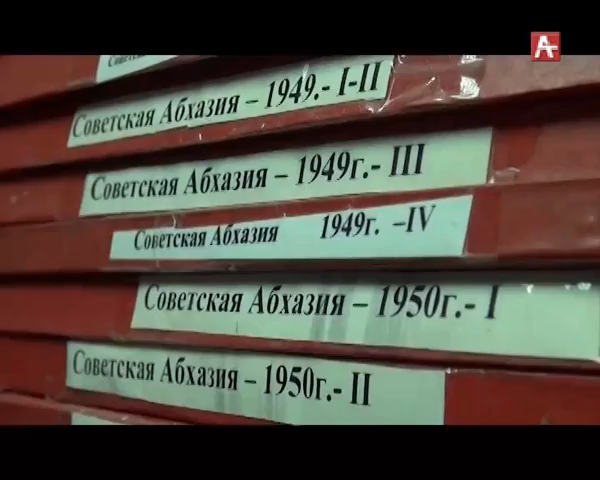 Советская
Советская Абхазия – 1949.- I-II
Советская Абхазия – 1949г.- III
Советская Абхазия 1949г. –IV
Советская Абхазия – 1950г.- I
Советская Абхазия – 1950г.- II